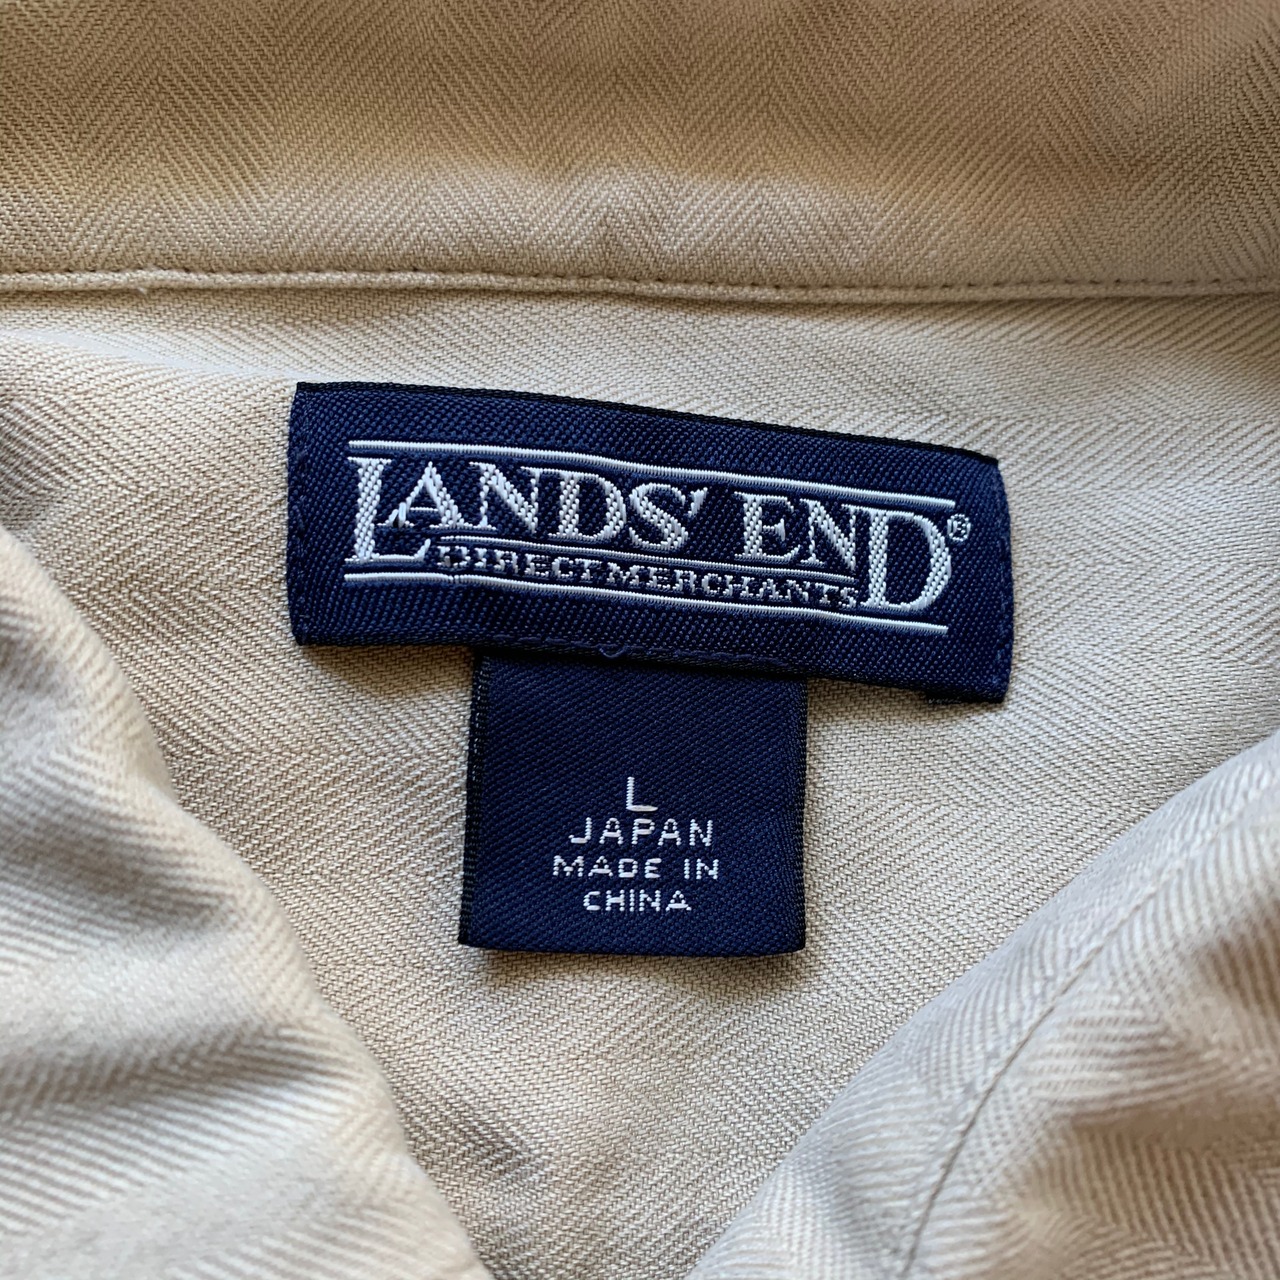 LANDS' END®
DIRECT MERCHANTS
L
JAPAN
MADE IN
CHINA